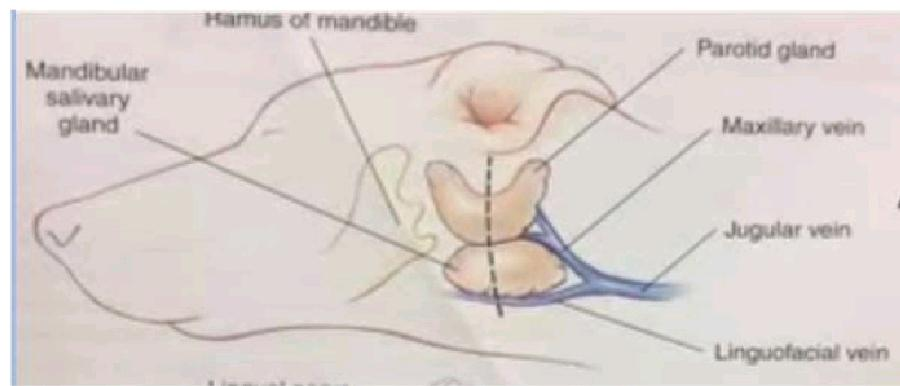 Ramus of mandible
Mandibular
salivary
gland
Parotid gland
Maxillary vein
Jugular vein
Linguofacial vein